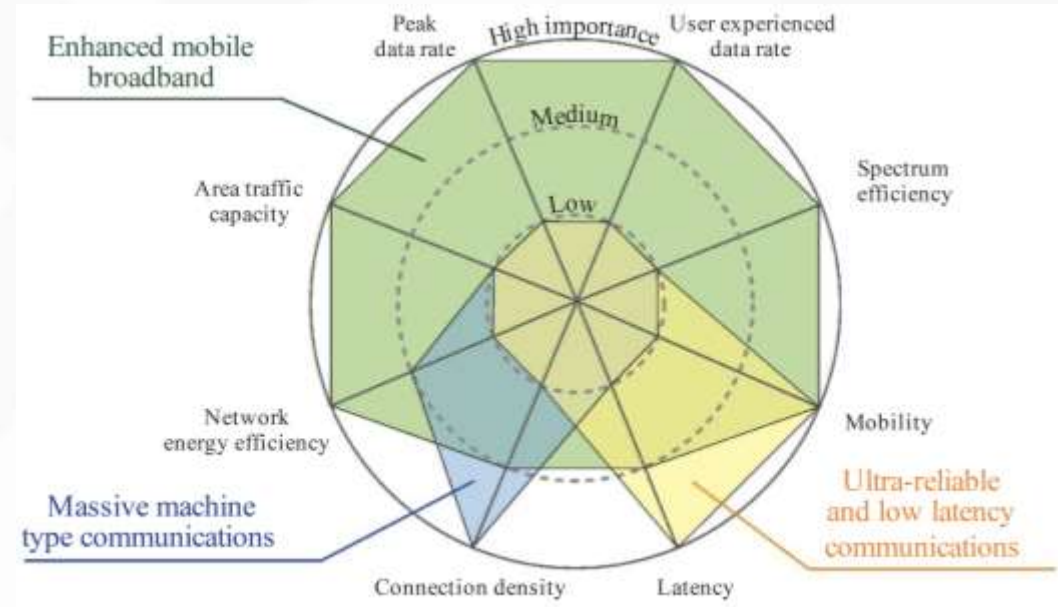 Peak
data rate
High importance
User experienced
data rate
Enhanced mobile
broadband
Medium
Area traffic
capacity
Spectrum
efficiency
Low
Network
energy efficiency
Mobility
Massive machine
type communications
Ultra-reliable
and low latency
communications
Connection density
Latency